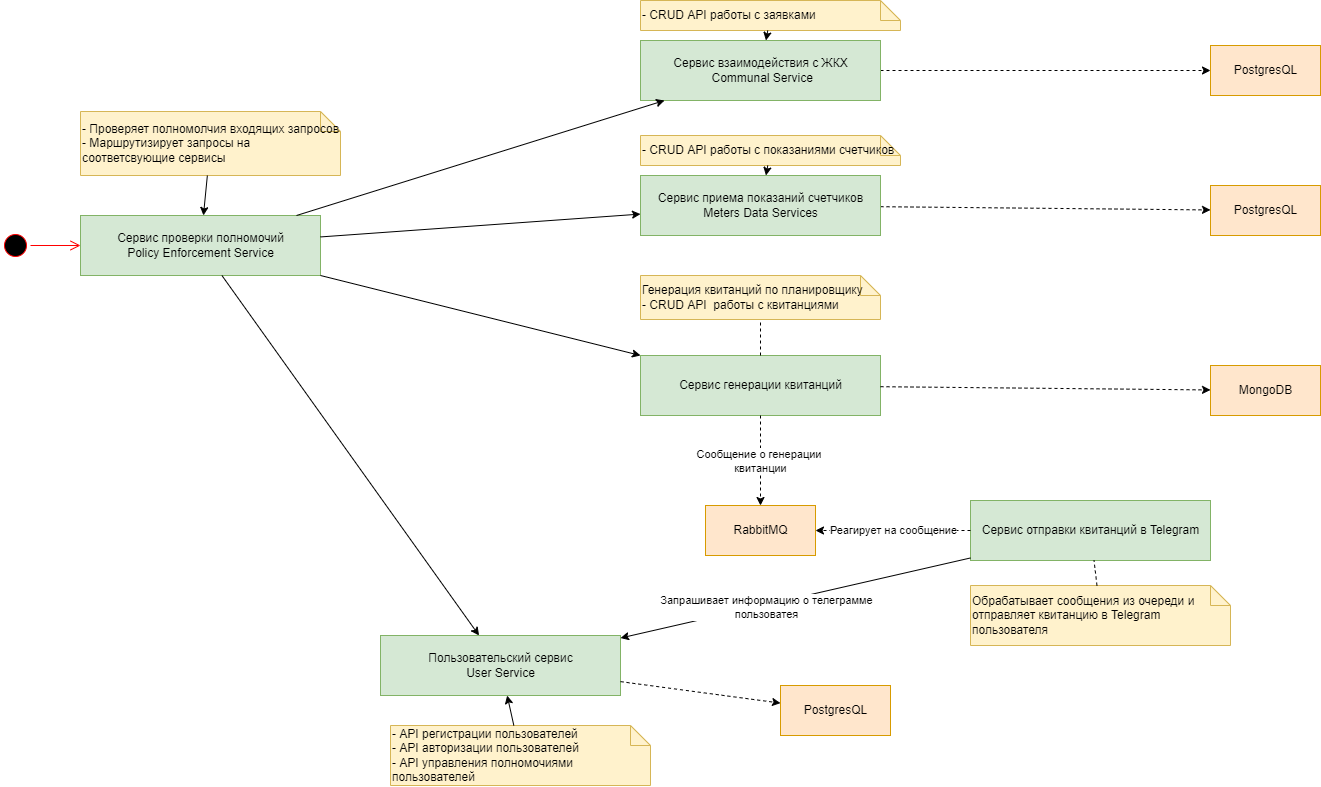 - CRUD API работы с заявками
Сервис взаимодействия с ЖКХ
Communal Service
PostgresQL
- Проверяет полномолчия входящих запросов
- Маршрутизирует запросы на
соответсвующие сервисы
- CRUD API работы с показаниями счетчиков
Сервис приема показаний счетчиков
Meters Data Services
PostgresQL
Сервис проверки полномочий
Policy Enforcement Service
Генерация квитанций по планировщику
- CRUD API  работы с квитанциями
Сервис генерации квитанций
MongoDB
Сообщение о генерации
квитанции
RabbitMQ
Реагирует на сообщение
Сервис отправки квитанций в Telegram
Запрашивает информацию о телеграмме
пользоватея
Обрабатывает сообщения из очереди и
отправляет квитанцию в Telegram
пользователя
Пользовательский сервис
User Service
PostgresQL
- API регистрации пользователей
- API авторизации пользователей
- API управления полномочиями
пользователей